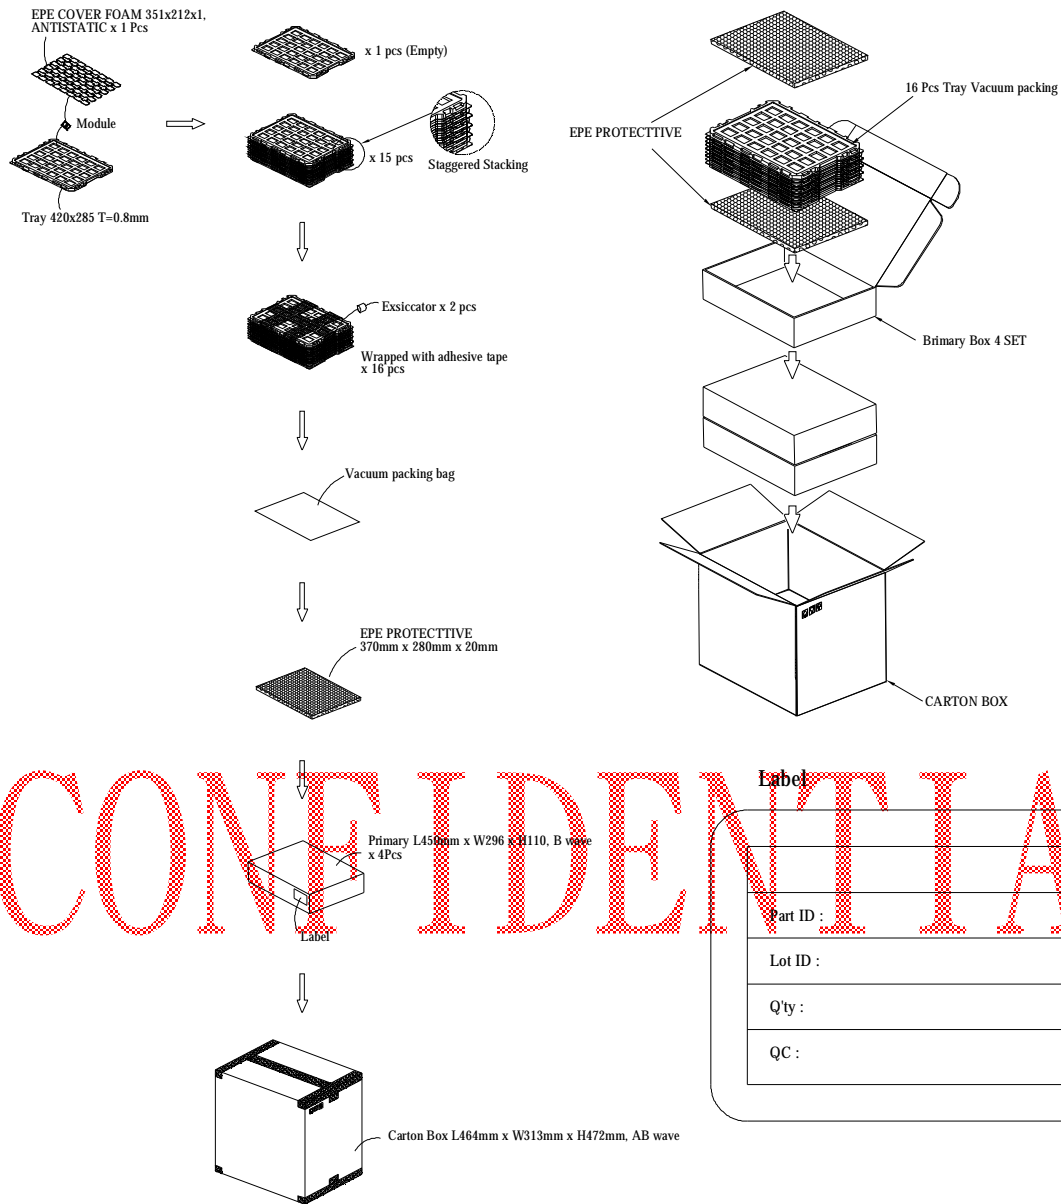 EPE COVER FOAM 351x212x1,
ANTISTATIC x 1 Pcs
Module
Tray 420x285 T=0.8mm
x 1 pcs (Empty)
x 15 pcs
Staggered Stacking
Exsiccator x 2 pcs
Wrapped with adhesive tape
x 16 pcs
Vacuum packing bag
EPE PROTECTTIVE
370mm x 280mm x 20mm
Primary L450mm x W296 x H110, B wave
x 4Pcs
Label
Carton Box L464mm x W313mm x H472mm, AB wave
16 Pcs Tray Vacuum packing
EPE PROTECTTIVE
Brimary Box 4 SET
CARTON BOX
CONFIDENTIA
Label
Part ID :
Lot ID :
Q'ty :
QC :